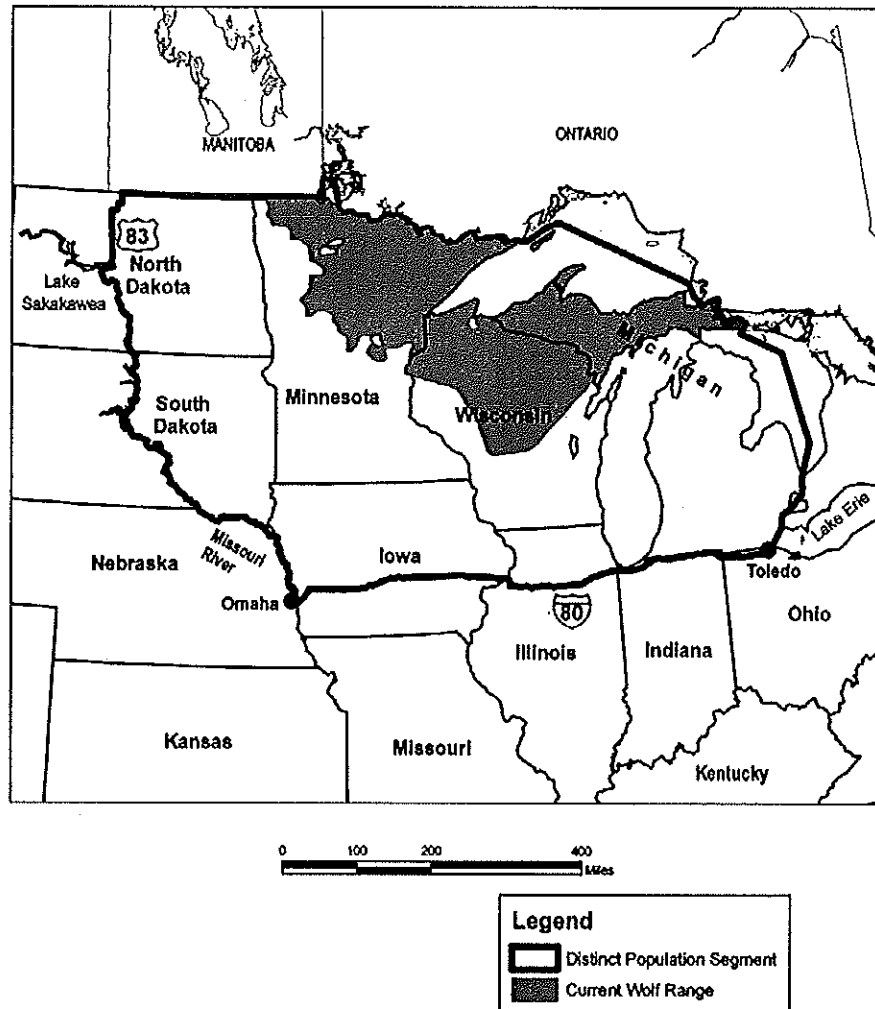 MANITOBA
ONTARIO
83
North
Dakota
Lake
Sakakawea
Michigan
South
Dakota
Minnesota
Wisconsin
Lake Erie
Missouri
River
Nebraska
Iowa
Toledo
Omaha
80
Ohio
Illinois
Indiana
Kansas
Missouri
Kentucky
0 100 200 400
Miles
Legend
Distinct Population Segment
Current Wolf Range